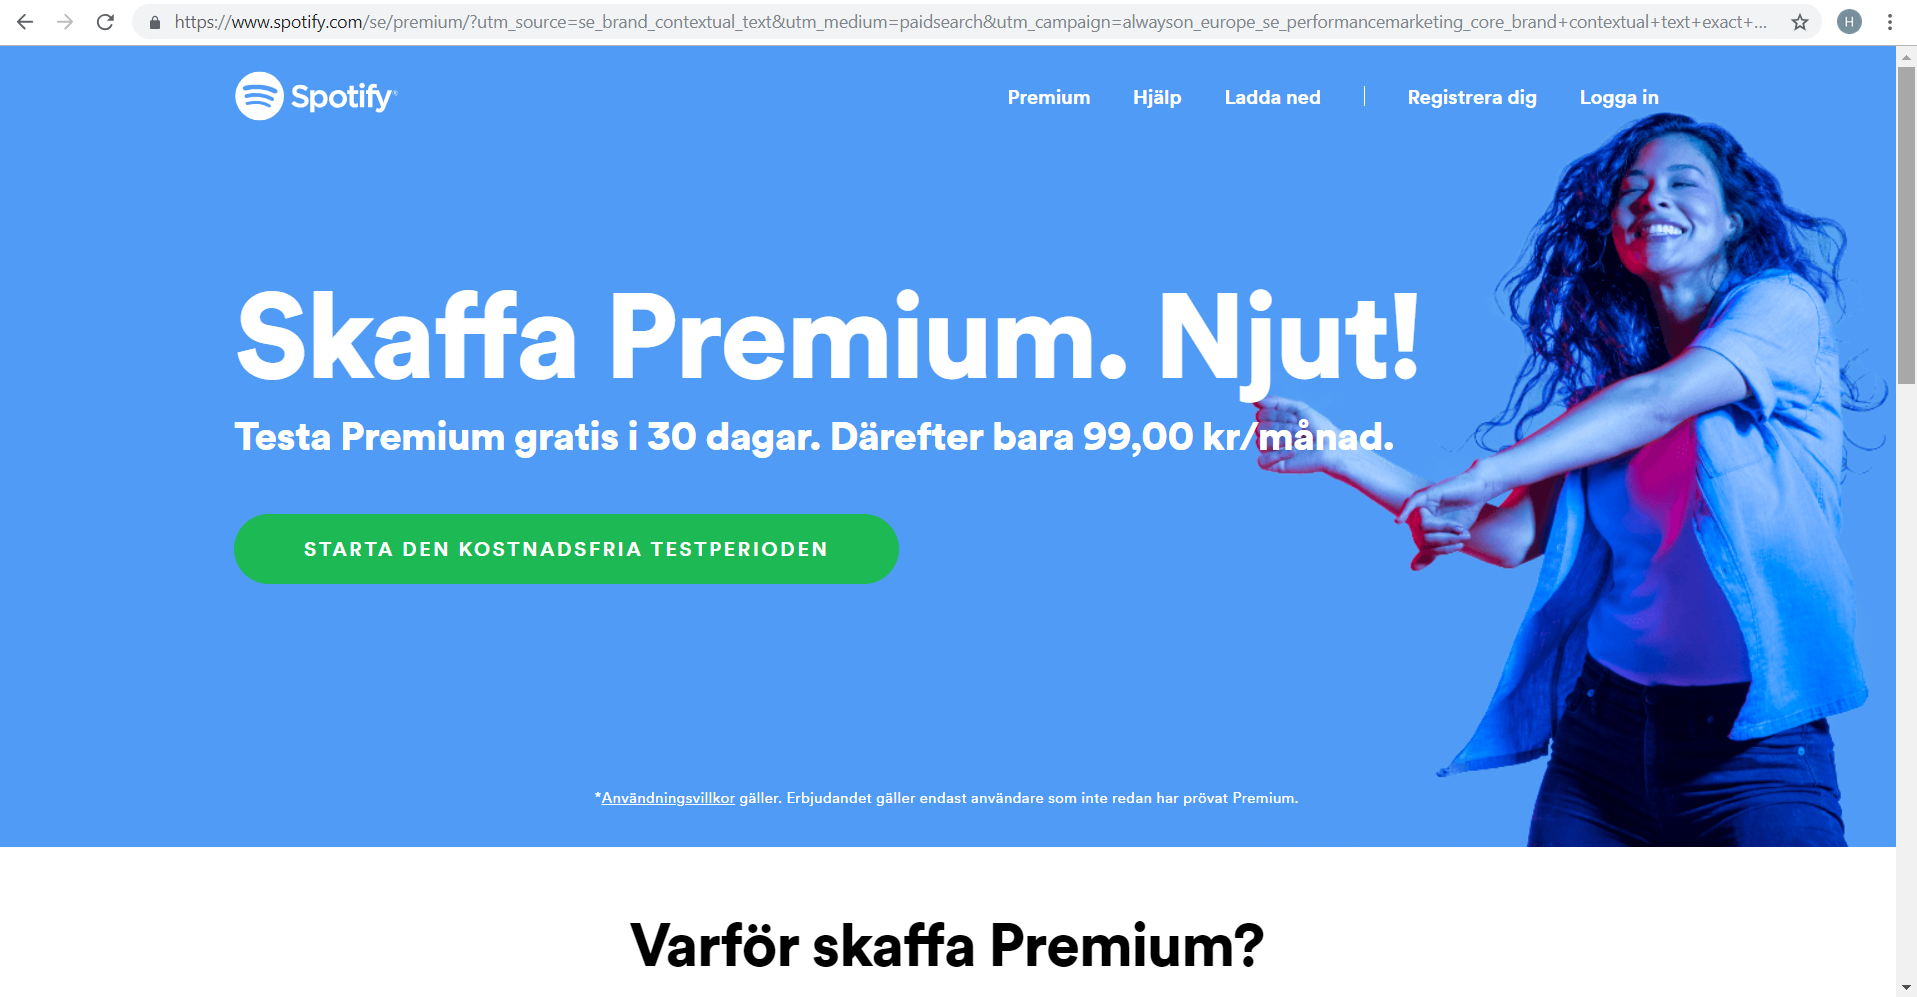 https://www.spotify.com/se/premium/?utm_source=se_brand_contextual_text&utm_medium=paidsearch&utm_campaign=alwayson_europe_se_performancemarketing_core_brand+contextual+text+exact+...
H
Spotify®
Premium Hjälp Ladda ned | Registrera dig Logga in
Skaffa Premium. Njut!
Testa Premium gratis i 30 dagar. Därefter bara 99,00 kr/månad.
STARTA DEN KOSTNADSFRIA TESTPERIODEN
*Användningsvillkor gäller. Erbjudandet gäller endast användare som inte redan har prövat Premium.
Varför skaffa Premium?